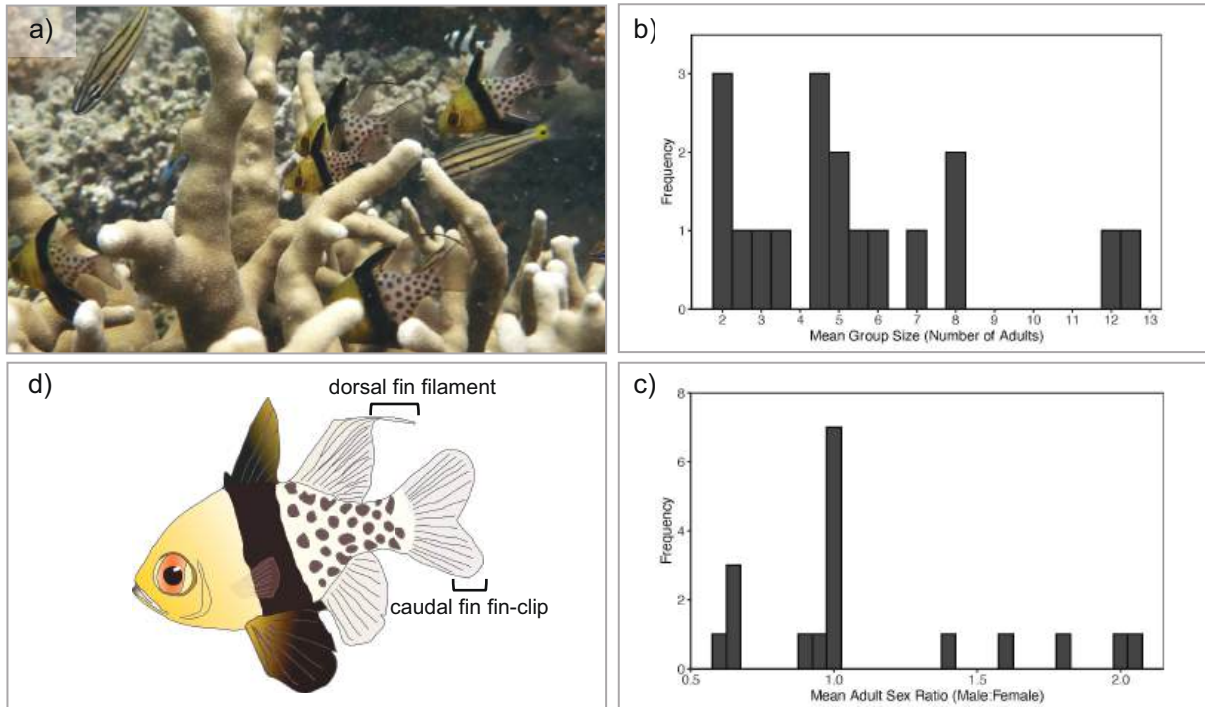 a)
b)
3
2
1
0
Frequency
2 3 4 5 6 7 8 9 10 11 12 13
Mean Group Size (Number of Adults)
d)
dorsal fin filament
caudal fin fin-clip
c)
8
6
4
2
0
Frequency
0.5 1.0 1.5 2.0
Mean Adult Sex Ratio (Male:Female)